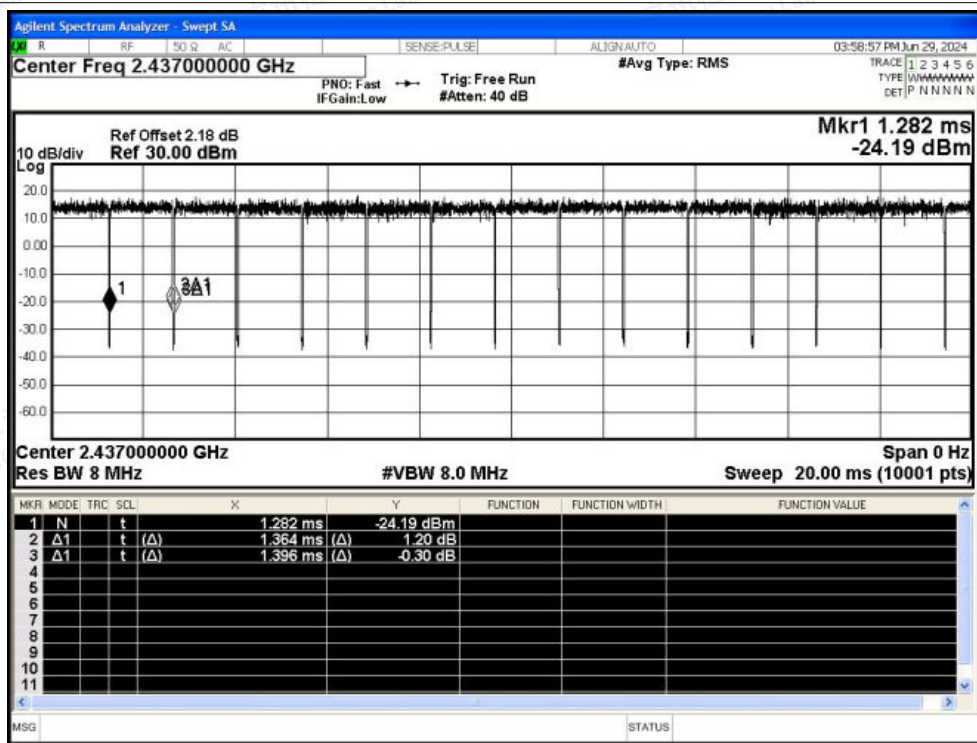 Agilent Spectrum Analyzer - Swept SA
LXI R RF 50 Ω AC SENSE:PULSE ALIGNAUTO 03:58:57 PM Jun 29, 2024
Center Freq 2.437000000 GHz #Avg Type: RMS TRACE 1 2 3 4 5 6
PNO: Fast Trig: Free Run TYPE WWWWWW
IFGain:Low #Atten: 40 dB DET P N N N N N
Mkr1 1.282 ms
Ref Offset 2.18 dB
10 dB/div Ref 30.00 dBm -24.19 dBm
Log
20.0
10.0
0.00
-10.0
1
-20.0
-30.0
-40.0
-50.0
-60.0
Center 2.437000000 GHz Span 0 Hz
Res BW 8 MHz #VBW 8.0 MHz Sweep 20.00 ms (10001 pts)
MKR MODE TRC SCL X Y FUNCTION FUNCTION WIDTH FUNCTION VALUE
1 N t 1.282 ms -24.19 dBm
2 Δ1 t (Δ) 1.364 ms (Δ) 1.20 dB
3 Δ1 t (Δ) 1.396 ms (Δ) -0.30 dB
4
5
6
7
8
9
10
11
MSG STATUS